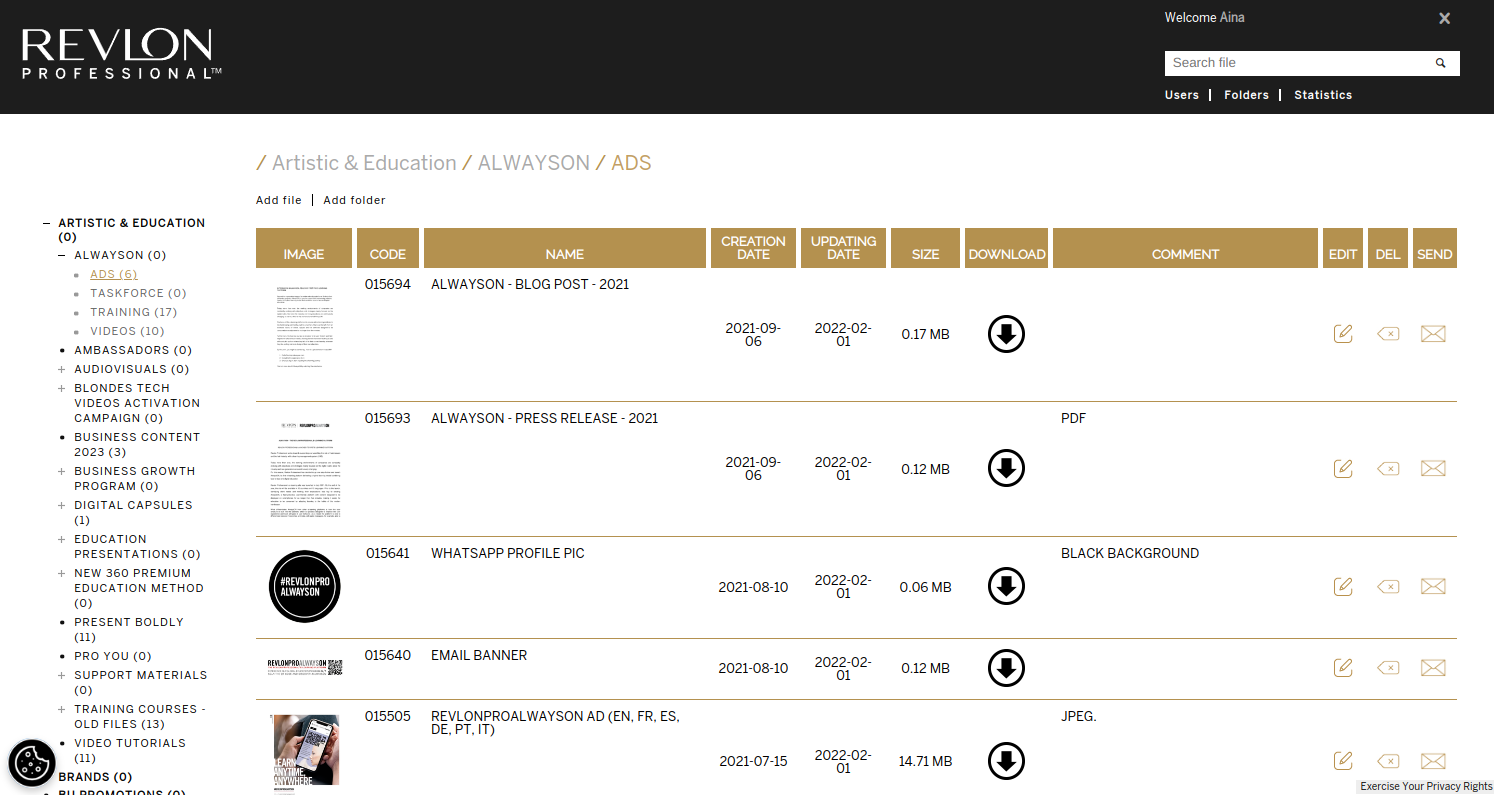 REVLON
PROFESSIONAL™
Welcome Aina
X
Search file
Users | Folders | Statistics
/ Artistic & Education / ALWAYSON / ADS
Add file | Add folder
ARTISTIC & EDUCATION
(0)
ALWAYSON (0)
ADS (6)
TASKFORCE (0)
TRAINING (17)
VIDEOS (10)
AMBASSADORS (0)
AUDIOVISUALS (0)
BLONDES TECH
VIDEOS ACTIVATION
CAMPAIGN (0)
BUSINESS CONTENT
2023 (3)
BUSINESS GROWTH
PROGRAM (0)
DIGITAL CAPSULES
(1)
EDUCATION
PRESENTATIONS (0)
NEW 360 PREMIUM
EDUCATION METHOD
(0)
PRESENT BOLDLY
(11)
PRO YOU (0)
SUPPORT MATERIALS
(0)
TRAINING COURSES -
OLD FILES (13)
VIDEO TUTORIALS
(11)
BRANDS (0)
BU PROMOTIONS (0)
IMAGE CODE NAME CREATION DATE UPDATING DATE SIZE DOWNLOAD COMMENT EDIT DEL SEND
015694 ALWAYSON - BLOG POST - 2021
2021-09-06 2022-02-01 0.17 MB
015693 ALWAYSON - PRESS RELEASE - 2021 PDF
2021-09-06 2022-02-01 0.12 MB
015641 WHATSAPP PROFILE PIC BLACK BACKGROUND
#REVLONPRO
ALWAYSON
2021-08-10 2022-02-01 0.06 MB
015640 EMAIL BANNER
REVLONPROALWAYSON
2021-08-10 2022-02-01 0.12 MB
015505 REVLONPROALWAYSON AD (EN, FR, ES,
DE, PT, IT) JPEG.
2021-07-15 2022-02-01 14.71 MB
LEARN
ANYTIME,
ANYWHERE
Exercise Your Privacy Rights